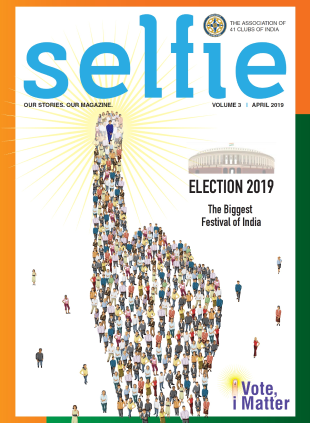 THE ASSOCIATION OF
41 CLUBS OF INDIA
selfie
OUR STORIES. OUR MAGAZINE.
VOLUME 3 I APRIL 2019
ELECTION 2019
The Biggest
Festival of India
Vote,
i Matter